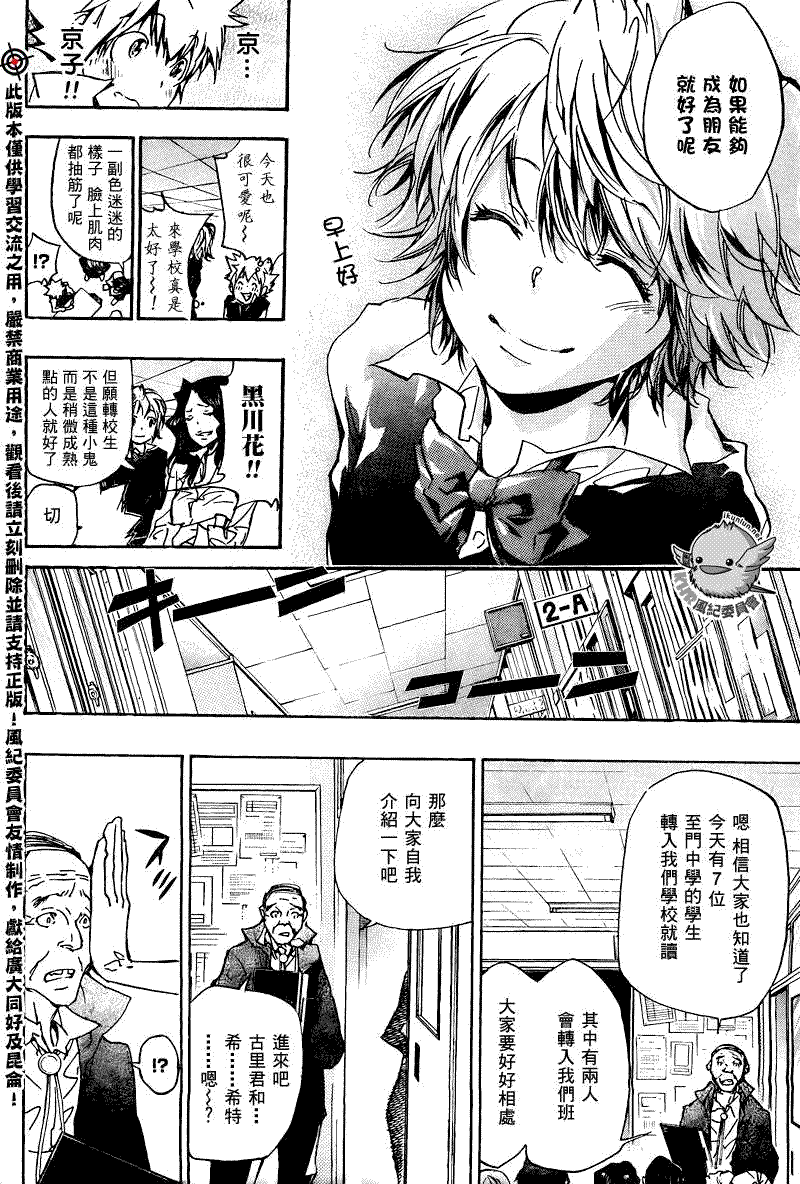 如果能夠
成為朋友
就好了呢
早上好
京…
京子!!
今天也
很可愛呢～
來學校真是
太好了～！
一副色迷迷的
樣子 臉上肌肉
都抽筋了呢
!?
黑川花!!
但願轉校生
不是這種小鬼
而是稍微成熟
點的人就好了
切
キーン
コーン
2-A
ikunlun.net
KHR風紀委員會
嗯 相信大家也知道了
今天有7位
至門中學的學生
轉入我們學校就讀
其中有兩人
會轉入我們班
大家要好好相處
那麼
向大家自我
介紹一下吧
進來吧
古里君和…
希……希特
……嗯～?
!?
此版本僅供學習交流之用，嚴禁商業用途，觀看後請立刻刪除並請支持正版！風紀委員會友情制作，獻給廣大同好及昆侖！